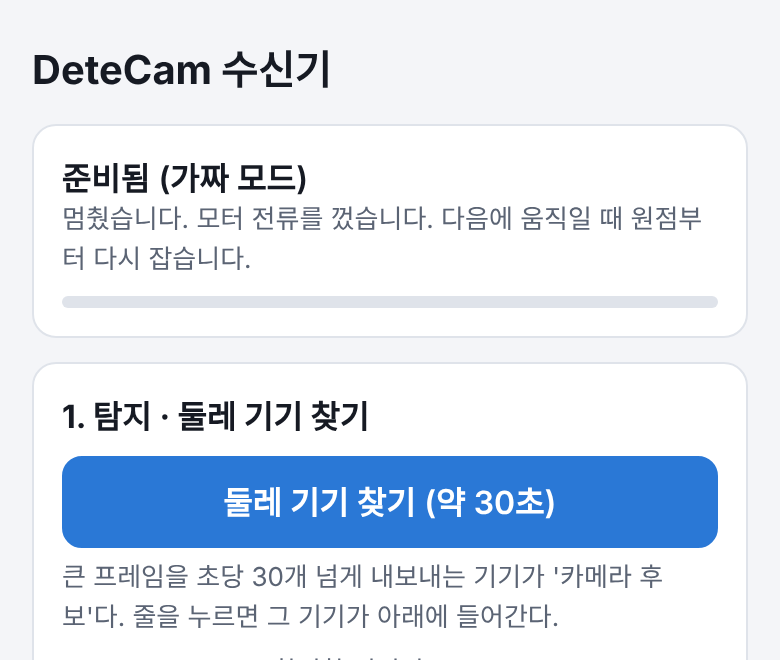 DeteCam 수신기
준비됨 (가짜 모드)
멈췄습니다. 모터 전류를 껐습니다. 다음에 움직일 때 원점부
터 다시 잡습니다.
1. 탐지 · 둘레 기기 찾기
둘레 기기 찾기 (약 30초)
큰 프레임을 초당 30개 넘게 내보내는 기기가 '카메라 후
보'다. 줄을 누르면 그 기기가 아래에 들어간다.